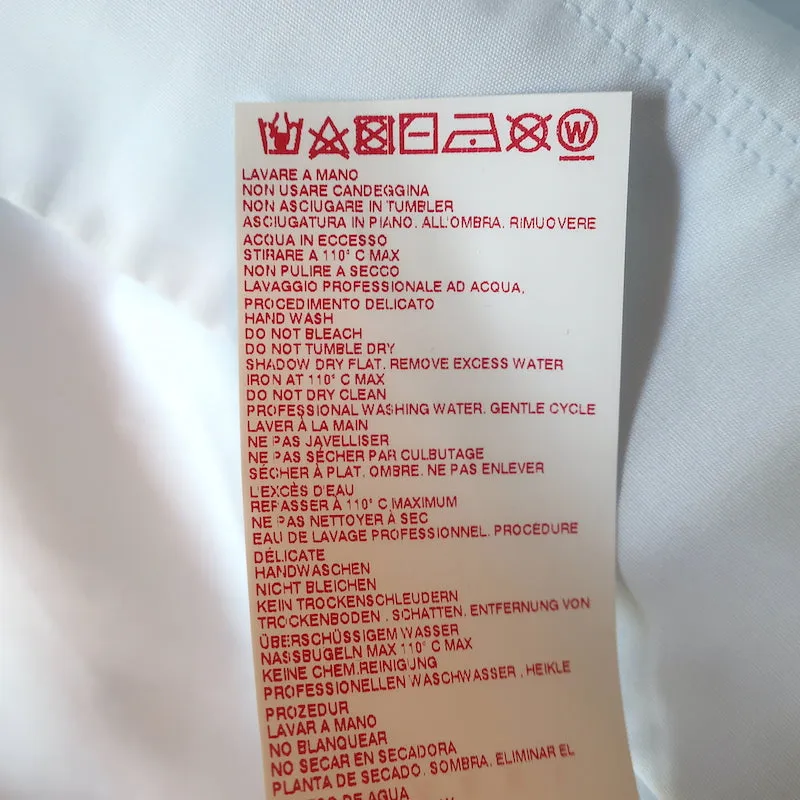 W
LAVARE A MANO
NON USARE CANDEGGINA
NON ASCIUGARE IN TUMBLER
ASCIUGATURA IN PIANO. ALL'OMBRA. RIMUOVERE
ACQUA IN ECCESSO
STIRARE A 110° C MAX
NON PULIRE A SECCO
LAVAGGIO PROFESSIONALE AD ACQUA,
PROCEDIMENTO DELICATO
HAND WASH
DO NOT BLEACH
DO NOT TUMBLE DRY
SHADOW DRY FLAT. REMOVE EXCESS WATER
IRON AT 110° C MAX
DO NOT DRY CLEAN
PROFESSIONAL WASHING WATER. GENTLE CYCLE
LAVER À LA MAIN
NE PAS JAVELLISER
NE PAS SÉCHER PAR CULBUTAGE
SÉCHER À PLAT. OMBRE. NE PAS ENLEVER
L'EXCÈS D'EAU
REPASSER À 110° C MAXIMUM
NE PAS NETTOYER À SEC
EAU DE LAVAGE PROFESSIONNEL. PROCÉDURE
DÉLICATE
HANDWASCHEN
NICHT BLEICHEN
KEIN TROCKENSCHLEUDERN
TROCKENBODEN . SCHATTEN. ENTFERNUNG VON
ÜBERSCHÜSSIGEM WASSER
NASSBUGELN MAX 110° C MAX
KEINE CHEM.REINIGUNG
PROFESSIONELLEN WASCHWASSER , HEIKLE
PROZEDUR
LAVAR A MANO
NO BLANQUEAR
NO SECAR EN SECADORA
PLANTA DE SECADO. SOMBRA. ELIMINAR EL
DE AGUA